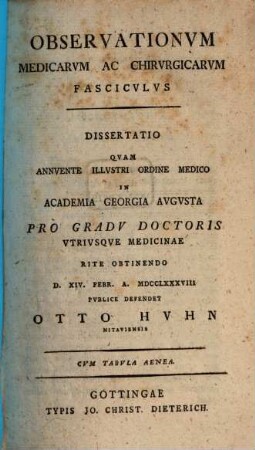 OBSERVATIONVM
MEDICARVM AC CHIRVRGICARVM
FASCICVLVS
DISSERTATIO
QVAM
ANNVENTE ILLVSTRI ORDINE MEDICO
IN
ACADEMIA GEORGIA AVGVSTA
PRO GRADV DOCTORIS
VTRIVSQVE MEDICINAE
RITE OBTINENDO
D. XIV. FEBR. A. MDCCLXXXVIII
PVBLICE DEFENDET
OTTO HVHN
MITAVIENSIS
CVM TABVLA AENEA.
GOTTINGAE
TYPIS JO. CHRIST. DIETERICH.